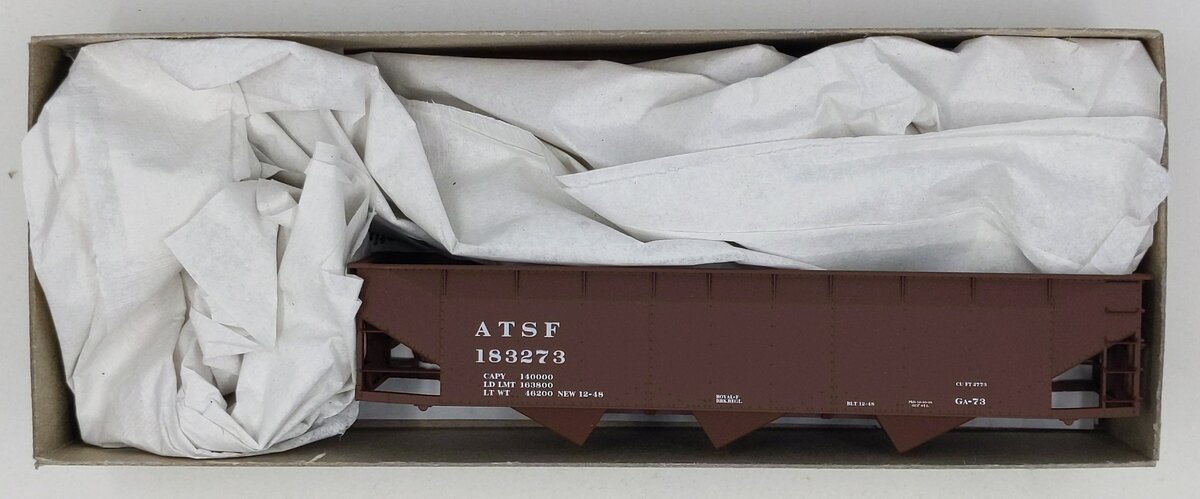 ATSF
183273
CAPY 140000
LD LMT 163800
LT WT 46200 NEW 12-48
ROYAL-F
BRK.REGL
BLT 12-48
CU FT 2773
GA-73